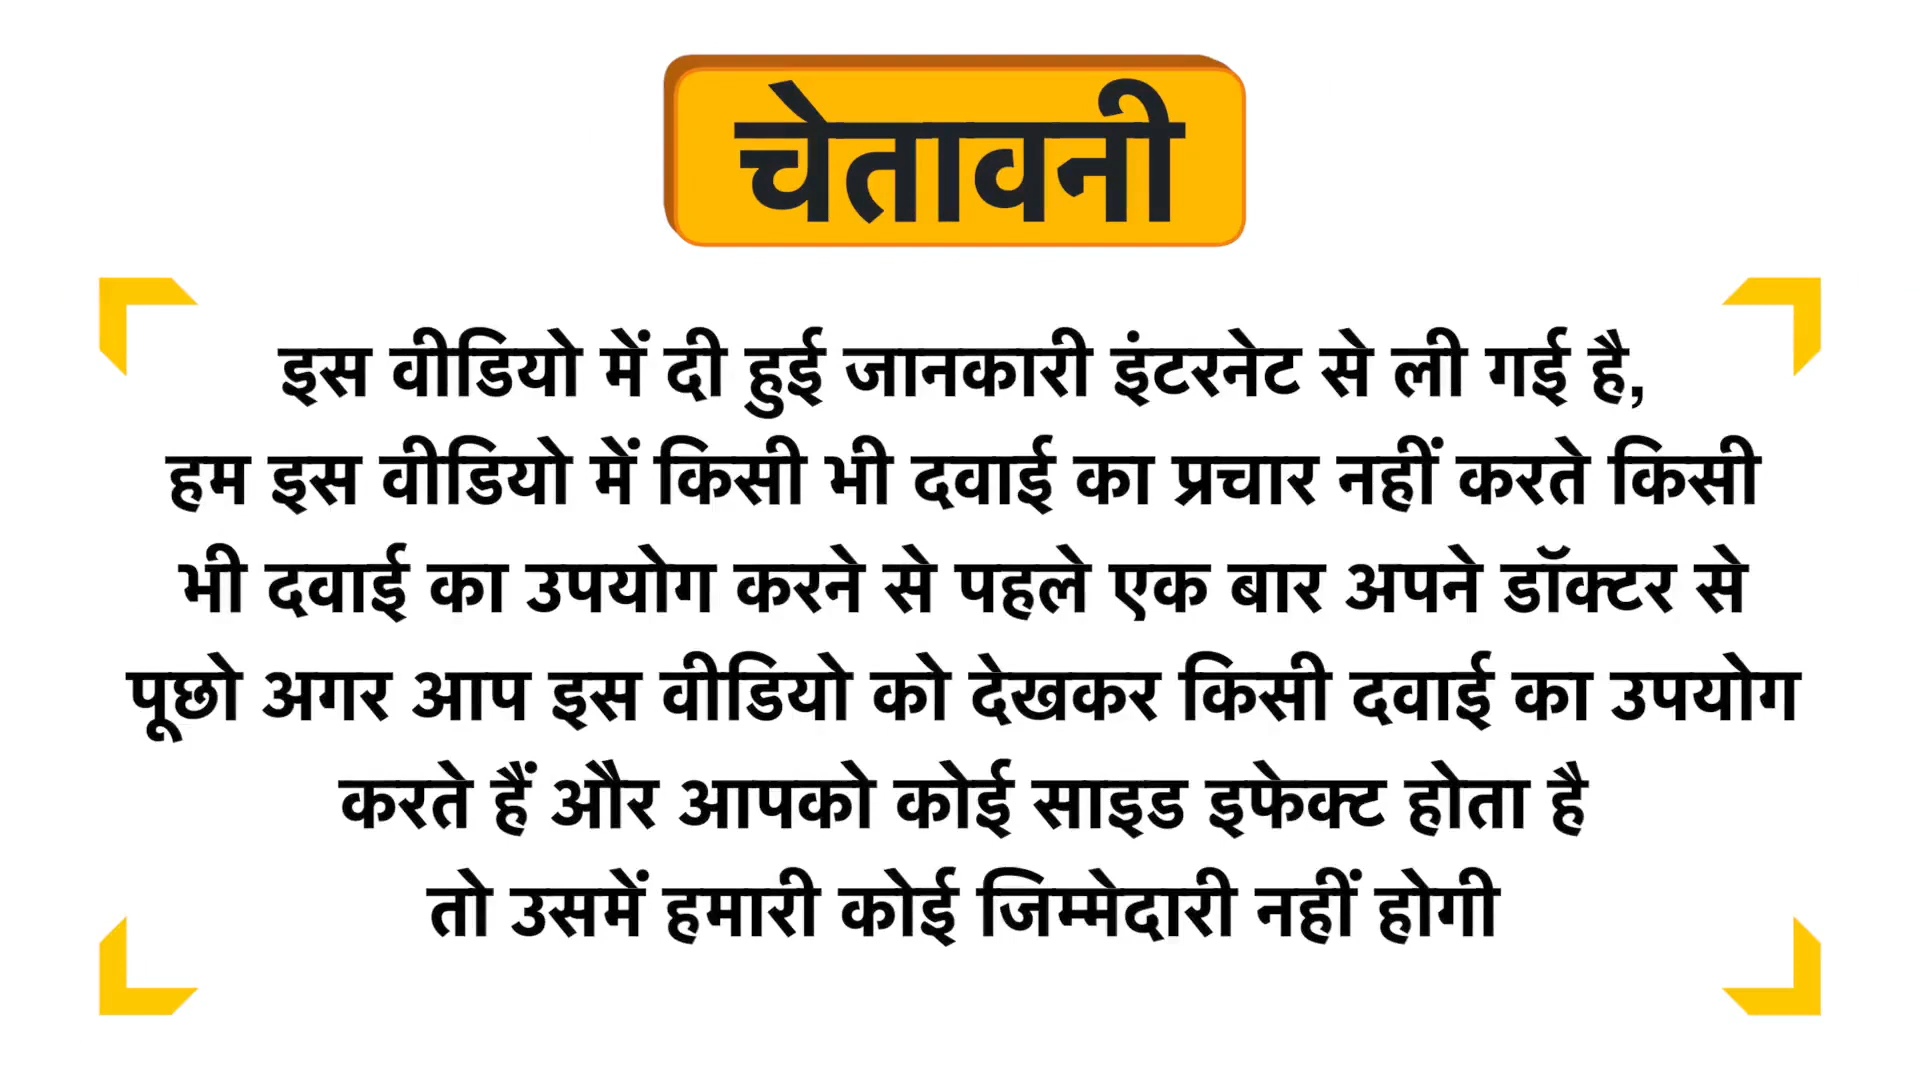 चेतावनी
इस वीडियो में दी हुई जानकारी इंटरनेट से ली गई है,
हम इस वीडियो में किसी भी दवाई का प्रचार नहीं करते किसी
भी दवाई का उपयोग करने से पहले एक बार अपने डॉक्टर से
पूछो अगर आप इस वीडियो को देखकर किसी दवाई का उपयोग
करते हैं और आपको कोई साइड इफेक्ट होता है
तो उसमें हमारी कोई जिम्मेदारी नहीं होगी